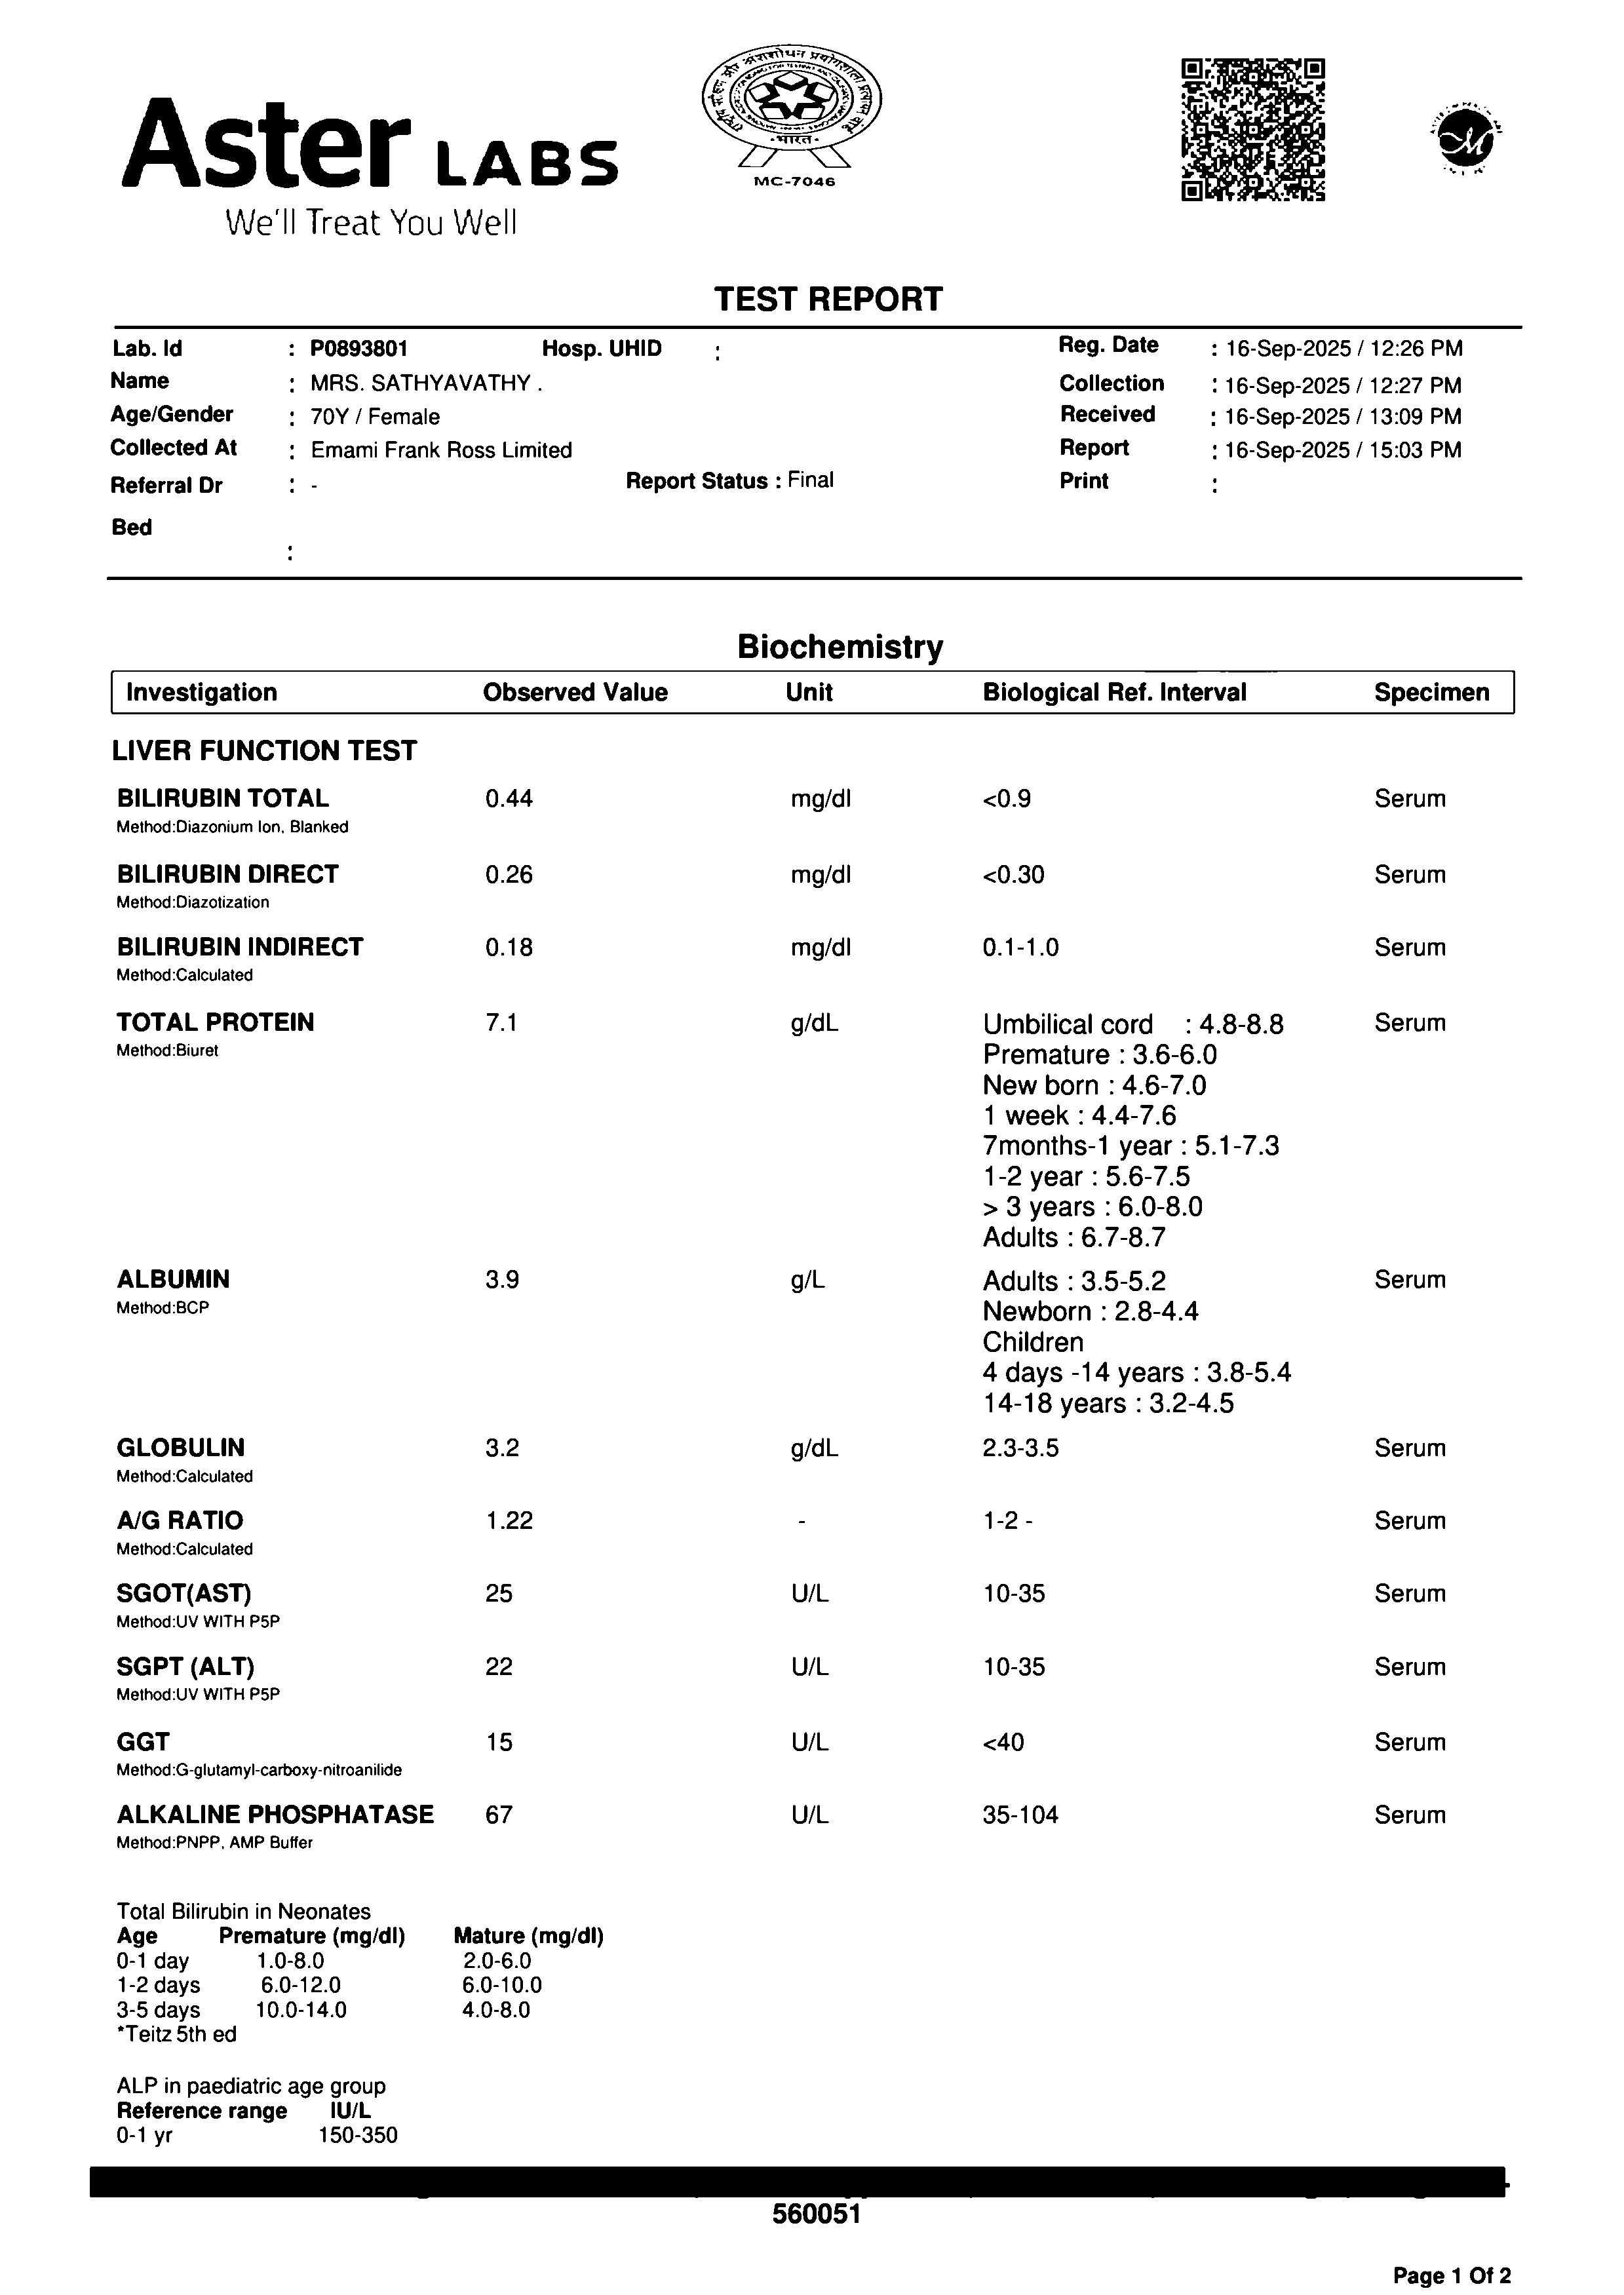 Aster LABS
We'll Treat You Well
भारत
MC-7046
TEST REPORT
Lab. Id : P0893801 Hosp. UHID : Reg. Date : 16-Sep-2025 / 12:26 PM
Name : MRS. SATHYAVATHY . Collection : 16-Sep-2025 / 12:27 PM
Age/Gender : 70Y / Female Received : 16-Sep-2025 / 13:09 PM
Collected At : Emami Frank Ross Limited Report : 16-Sep-2025 / 15:03 PM
Referral Dr : - Report Status : Final Print :
Bed :
Biochemistry
Investigation Observed Value Unit Biological Ref. Interval Specimen
LIVER FUNCTION TEST
BILIRUBIN TOTAL 0.44 mg/dl <0.9 Serum
Method:Diazonium Ion, Blanked
BILIRUBIN DIRECT 0.26 mg/dl <0.30 Serum
Method:Diazotization
BILIRUBIN INDIRECT 0.18 mg/dl 0.1-1.0 Serum
Method:Calculated
TOTAL PROTEIN 7.1 g/dL Umbilical cord : 4.8-8.8 Serum
Method:Biuret
Premature : 3.6-6.0
New born : 4.6-7.0
1 week : 4.4-7.6
7months-1 year : 5.1-7.3
1-2 year : 5.6-7.5
> 3 years : 6.0-8.0
Adults : 6.7-8.7
ALBUMIN 3.9 g/L Adults : 3.5-5.2 Serum
Method:BCP
Newborn : 2.8-4.4
Children
4 days -14 years : 3.8-5.4
14-18 years : 3.2-4.5
GLOBULIN 3.2 g/dL 2.3-3.5 Serum
Method:Calculated
A/G RATIO 1.22 - 1-2 - Serum
Method:Calculated
SGOT(AST) 25 U/L 10-35 Serum
Method:UV WITH P5P
SGPT (ALT) 22 U/L 10-35 Serum
Method:UV WITH P5P
GGT 15 U/L <40 Serum
Method:G-glutamyl-carboxy-nitroanilide
ALKALINE PHOSPHATASE 67 U/L 35-104 Serum
Method:PNPP, AMP Buffer
Total Bilirubin in Neonates
Age Premature (mg/dl) Mature (mg/dl)
0-1 day 1.0-8.0 2.0-6.0
1-2 days 6.0-12.0 6.0-10.0
3-5 days 10.0-14.0 4.0-8.0
*Teitz 5th ed
ALP in paediatric age group
Reference range IU/L
0-1 yr 150-350
560051
Page 1 Of 2